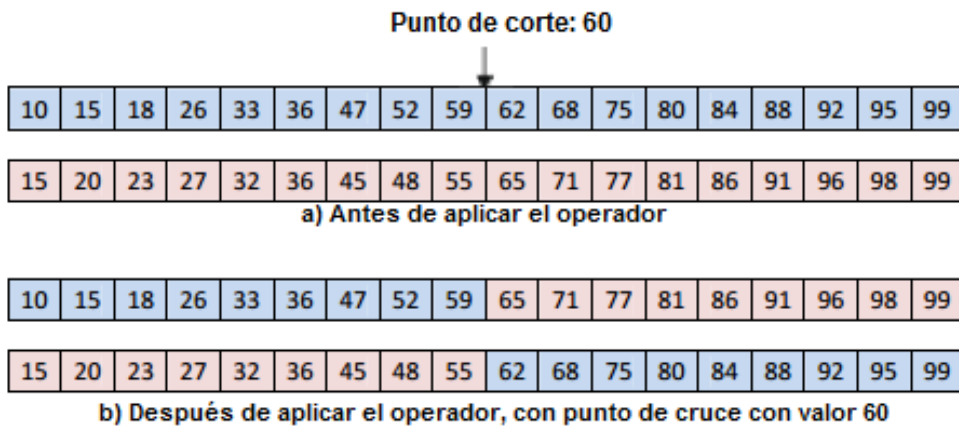 Punto de corte: 60
10 15 18 26 33 36 47 52 59 62 68 75 80 84 88 92 95 99
15 20 23 27 32 36 45 48 55 65 71 77 81 86 91 96 98 99
a) Antes de aplicar el operador
10 15 18 26 33 36 47 52 59 65 71 77 81 86 91 96 98 99
15 20 23 27 32 36 45 48 55 62 68 75 80 84 88 92 95 99
b) Después de aplicar el operador, con punto de cruce con valor 60